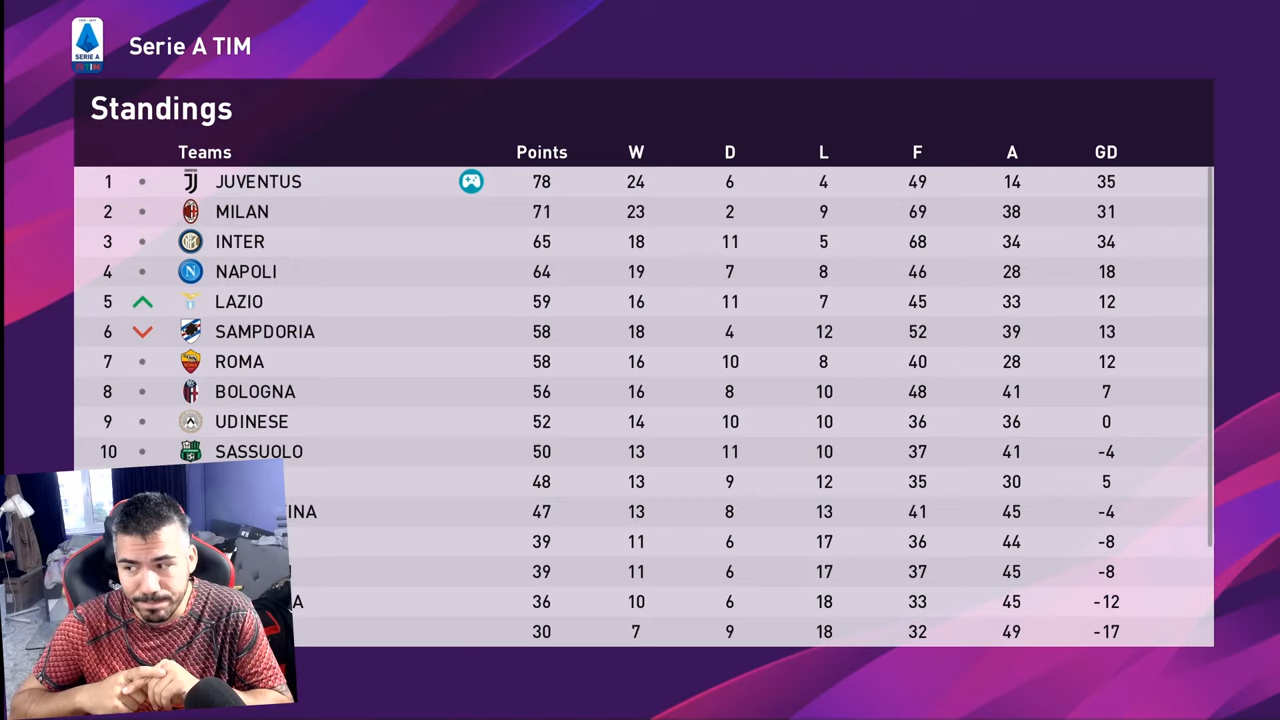 SERIE A
TIM
Serie A TIM
Standings
Teams Points W D L F A GD
1 JUVENTUS 78 24 6 4 49 14 35
2 MILAN 71 23 2 9 69 38 31
3 INTER 65 18 11 5 68 34 34
4 NAPOLI 64 19 7 8 46 28 18
5 LAZIO 59 16 11 7 45 33 12
6 SAMPDORIA 58 18 4 12 52 39 13
7 ROMA 58 16 10 8 40 28 12
8 BOLOGNA 56 16 8 10 48 41 7
9 UDINESE 52 14 10 10 36 36 0
10 SASSUOLO 50 13 11 10 37 41 -4
48 13 9 12 35 30 5
INA 47 13 8 13 41 45 -4
39 11 6 17 36 44 -8
39 11 6 17 37 45 -8
A 36 10 6 18 33 45 -12
30 7 9 18 32 49 -17